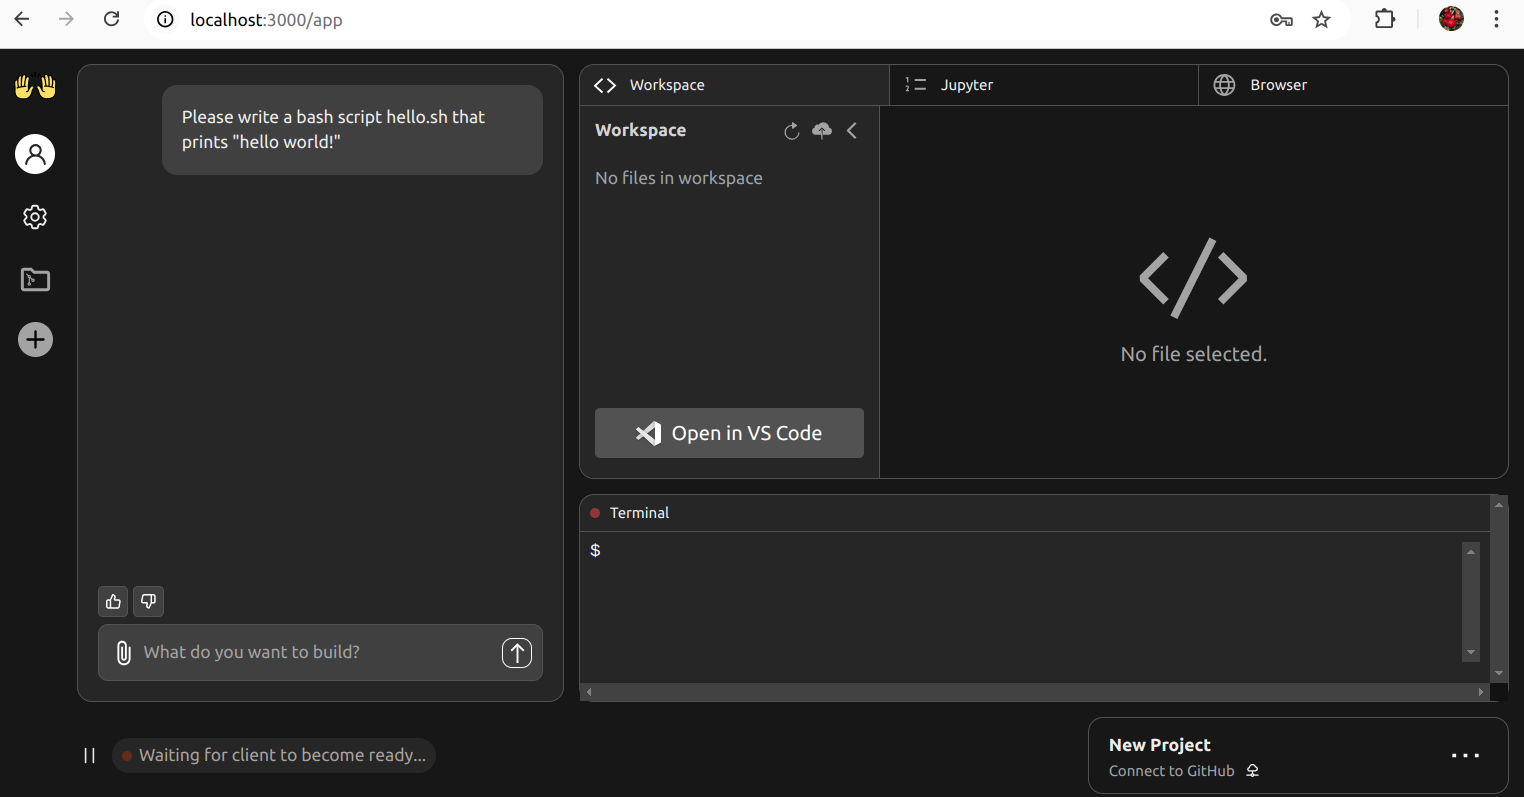 localhost:3000/app
Please write a bash script hello.sh that
prints "hello world!"
What do you want to build?
Waiting for client to become ready...
Workspace
Jupyter
Browser
Workspace
No files in workspace
Open in VS Code
No file selected.
Terminal
$
New Project
Connect to GitHub